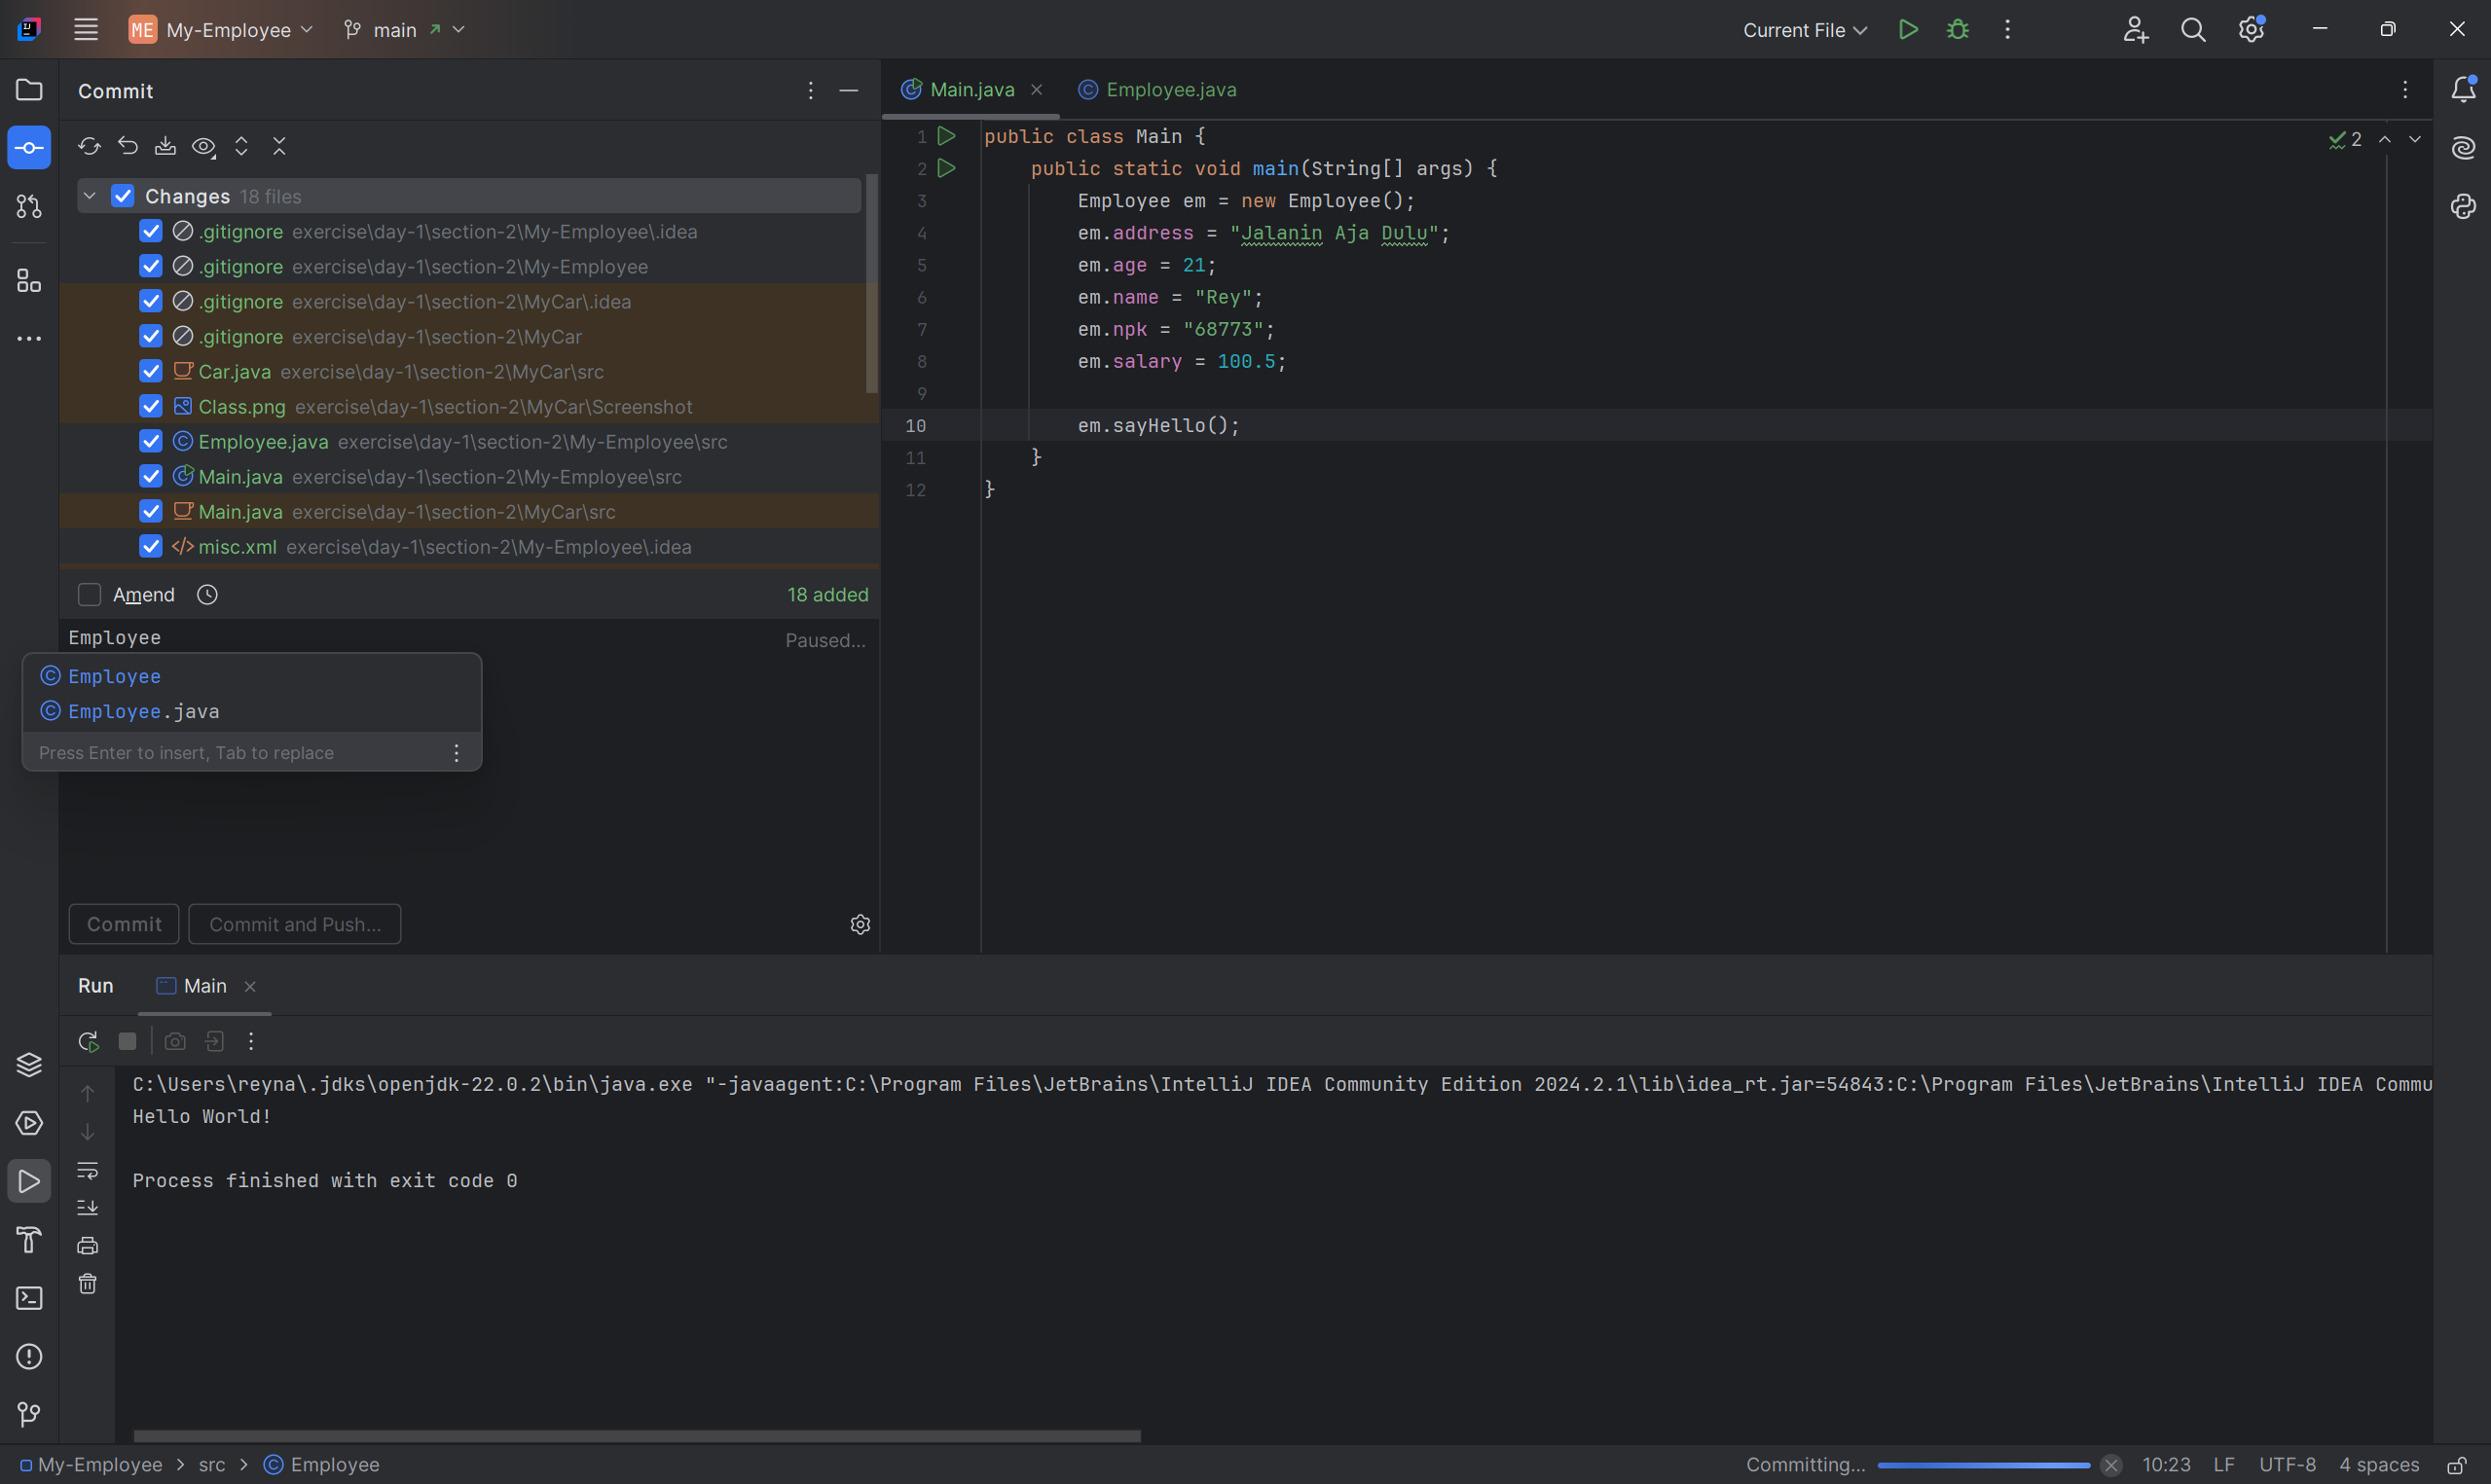 ME My-Employee main Current File
Commit
Main.java Employee.java
Changes 18 files
.gitignore exercise\day-1\section-2\My-Employee\.idea
.gitignore exercise\day-1\section-2\My-Employee
.gitignore exercise\day-1\section-2\MyCar\.idea
.gitignore exercise\day-1\section-2\MyCar
Car.java exercise\day-1\section-2\MyCar\src
Class.png exercise\day-1\section-2\MyCar\Screenshot
Employee.java exercise\day-1\section-2\My-Employee\src
Main.java exercise\day-1\section-2\My-Employee\src
Main.java exercise\day-1\section-2\MyCar\src
misc.xml exercise\day-1\section-2\My-Employee\.idea
Amend 18 added
Employee Paused...
Employee
Employee.java
Press Enter to insert, Tab to replace
Commit Commit and Push...
1 public class Main {
2 public static void main(String[] args) {
3 Employee em = new Employee();
4 em.address = "Jalanin Aja Dulu";
5 em.age = 21;
6 em.name = "Rey";
7 em.npk = "68773";
8 em.salary = 100.5;
9
10 em.sayHello();
11 }
12 }
2
Run Main
C:\Users\reyna\.jdks\openjdk-22.0.2\bin\java.exe "-javaagent:C:\Program Files\JetBrains\IntelliJ IDEA Community Edition 2024.2.1\lib\idea_rt.jar=54843:C:\Program Files\JetBrains\IntelliJ IDEA Commu
Hello World!
Process finished with exit code 0
My-Employee > src > Employee Committing... 10:23 LF UTF-8 4 spaces